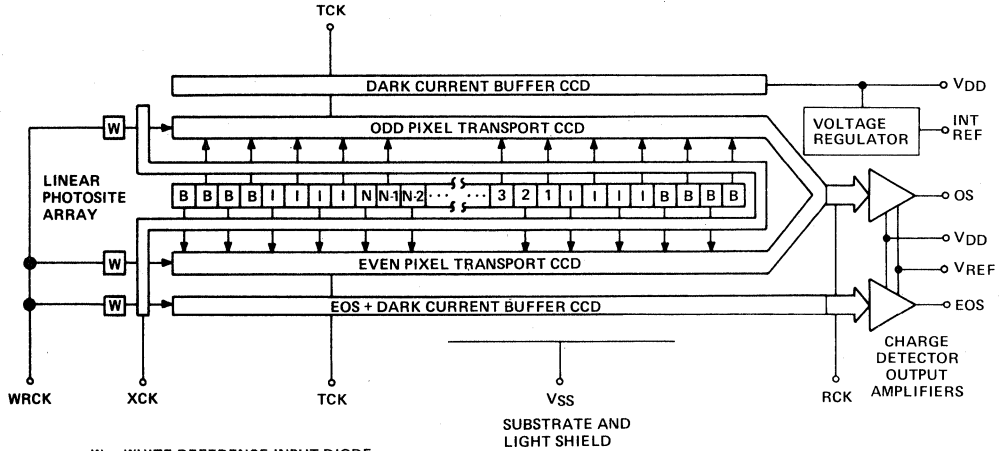 TCK
DARK CURRENT BUFFER CCD
VDD
W
ODD PIXEL TRANSPORT CCD
VOLTAGE
REGULATOR
INT
REF
LINEAR
PHOTOSITE
ARRAY
B B B B I I I I N N-1 N-2 ... ... 3 2 1 I I I I B B B B
OS
VDD
W
EVEN PIXEL TRANSPORT CCD
VREF
W
EOS + DARK CURRENT BUFFER CCD
EOS
CHARGE
DETECTOR
OUTPUT
AMPLIFIERS
WRCK
XCK
TCK
VSS
RCK
SUBSTRATE AND
LIGHT SHIELD